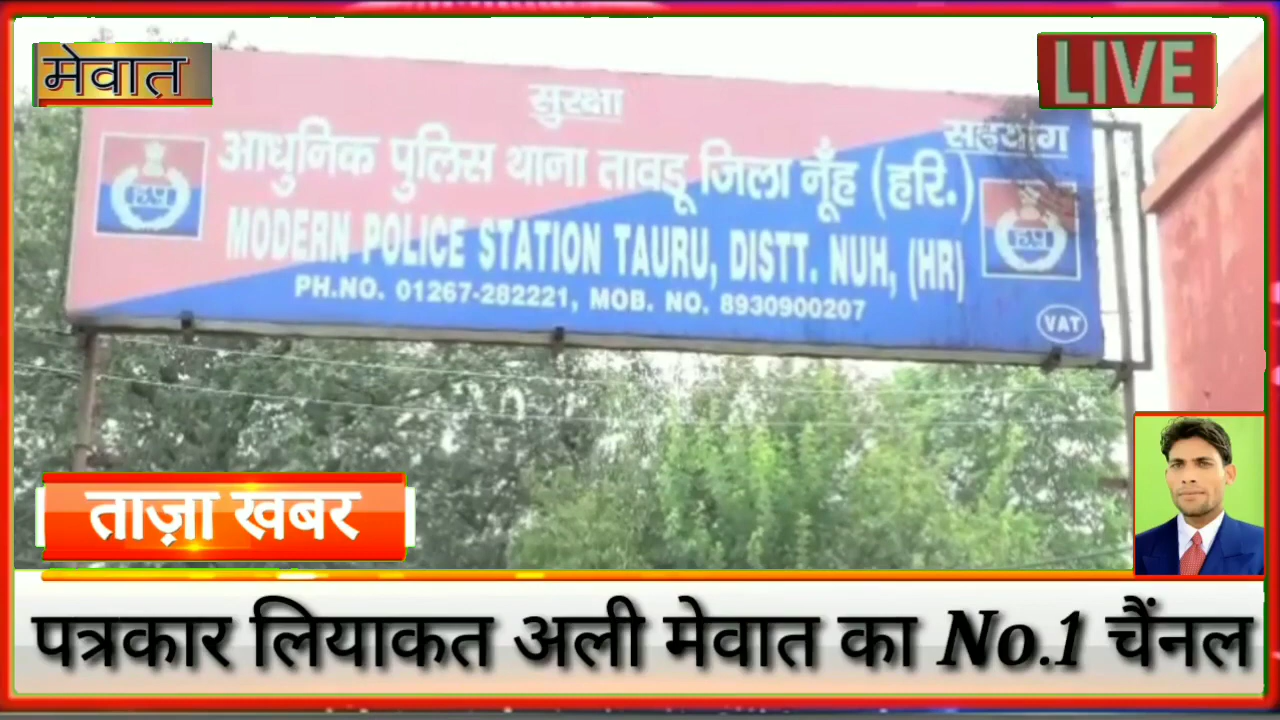 मेवात
LIVE
सुरक्षा
सहयोग
आधुनिक पुलिस थाना तावडू जिला नूँह (हरि.)
MODERN POLICE STATION TAURU, DISTT. NUH, (HR)
PH.NO. 01267-282221, MOB. NO. 8930900207
VAT
ताज़ा खबर
पत्रकार लियाकत अली मेवात का No.1 चैंनल